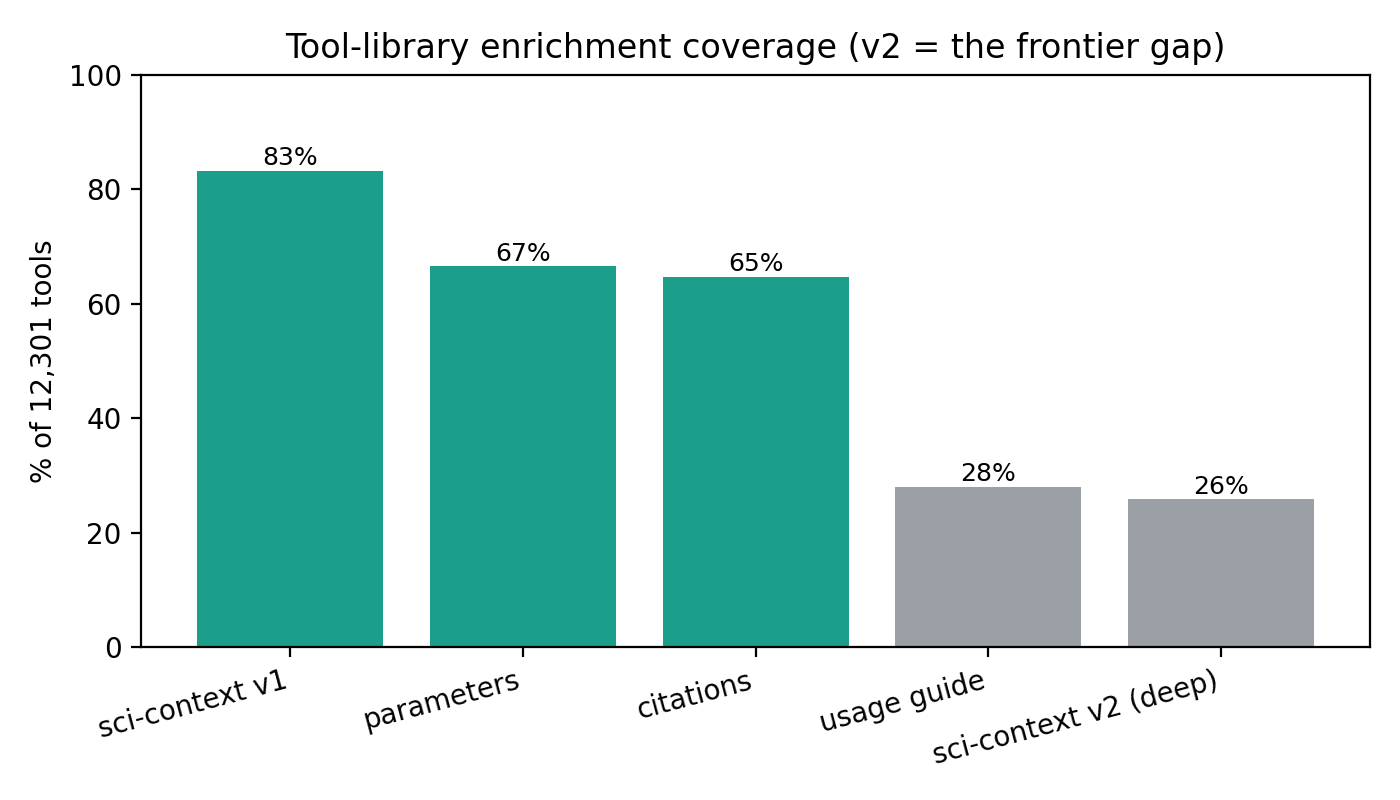 Tool-library enrichment coverage (v2 = the frontier gap)
% of 12,301 tools
100
80
60
40
20
0
83%
67%
65%
28%
26%
sci-context v1
parameters
citations
usage guide
sci-context v2 (deep)